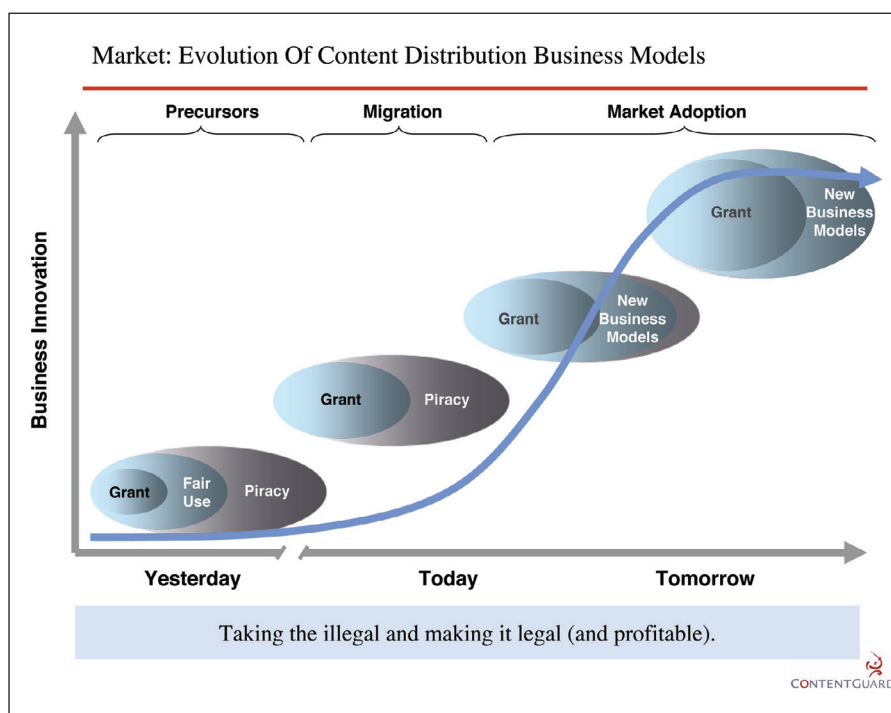 Market: Evolution Of Content Distribution Business Models
Precursors
Migration
Market Adoption
Business Innovation
Grant
New
Business
Models
Grant
New
Business
Models
Grant
Piracy
Grant
Fair
Use
Piracy
Yesterday
Today
Tomorrow
Taking the illegal and making it legal (and profitable).
CONTENTGUARD